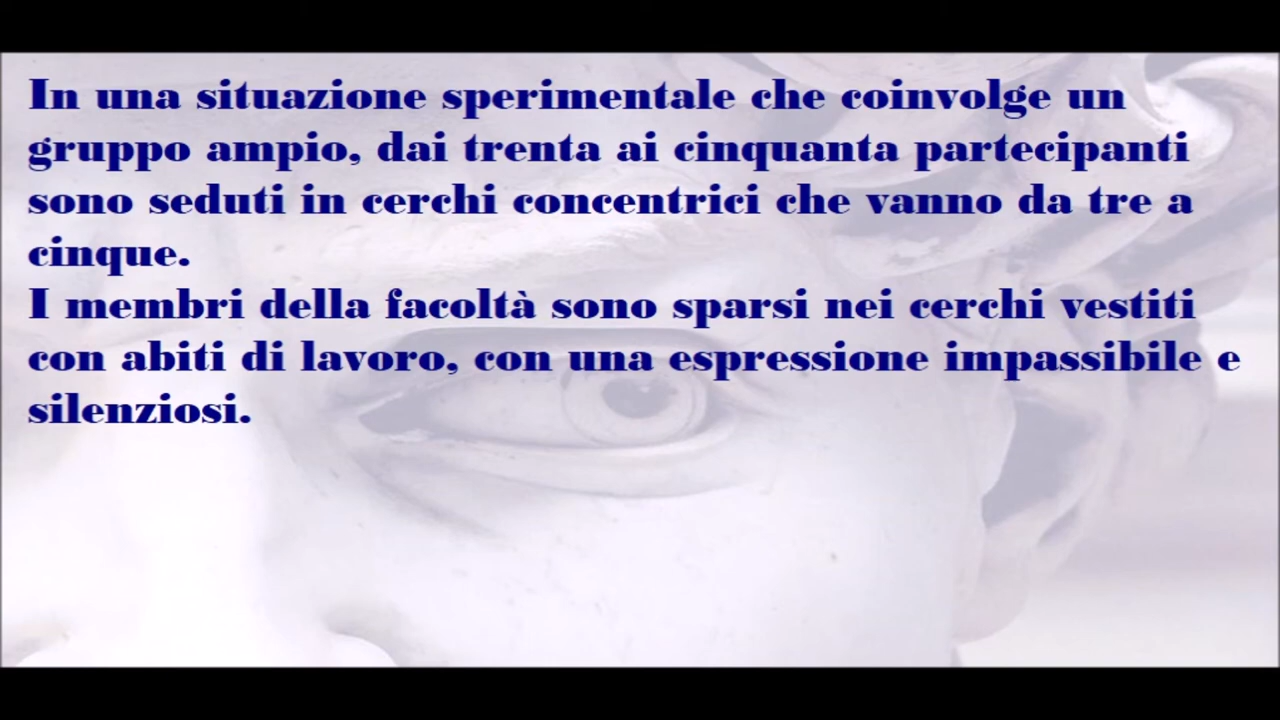 In una situazione sperimentale che coinvolge un
gruppo ampio, dai trenta ai cinquanta partecipanti
sono seduti in cerchi concentrici che vanno da tre a
cinque.
I membri della facoltà sono sparsi nei cerchi vestiti
con abiti di lavoro, con una espressione impassibile e
silenziosi.